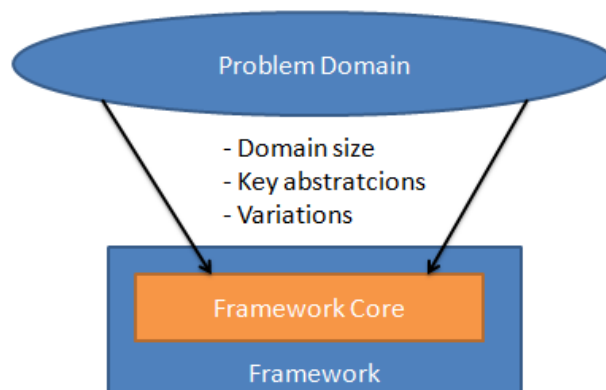 Problem Domain
- Domain size
- Key abstratcions
- Variations
Framework Core
Framework